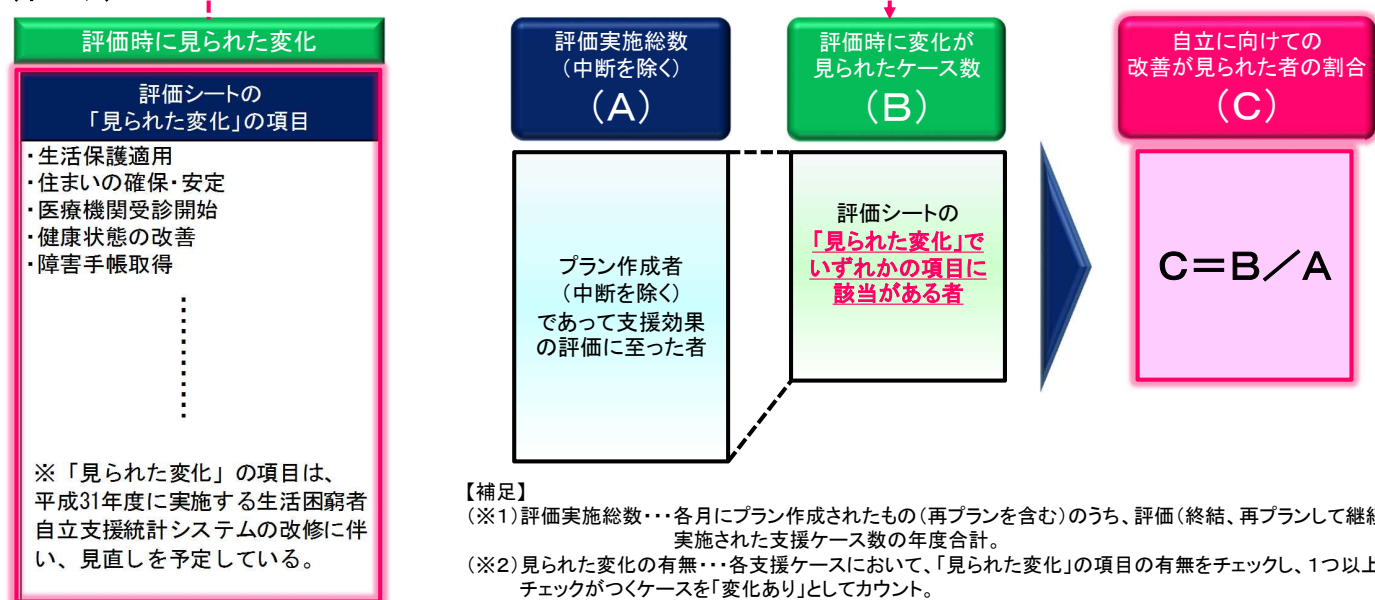 評価時に見られた変化
評価シートの
「見られた変化」の項目
・生活保護適用
・住まいの確保・安定
・医療機関受診開始
・健康状態の改善
・障害手帳取得
※「見られた変化」の項目は、
平成31年度に実施する生活困窮者
自立支援統計システムの改修に伴
い、見直しを予定している。
評価実施総数
（中断を除く）
（A）
プラン作成者
（中断を除く）
であって支援効果
の評価に至った者
評価時に変化が
見られたケース数
（B）
評価シートの
「見られた変化」で
いずれかの項目に
該当がある者
自立に向けての
改善が見られた者の割合
（C）
C＝B／A
【補足】
（※1）評価実施総数・・・各月にプラン作成されたもの（再プランを含む）のうち、評価（終結、再プランして継続
実施された支援ケース数の年度合計。
（※2）見られた変化の有無・・・各支援ケースにおいて、「見られた変化」の項目の有無をチェックし、1つ以上
チェックがつくケースを「変化あり」としてカウント。